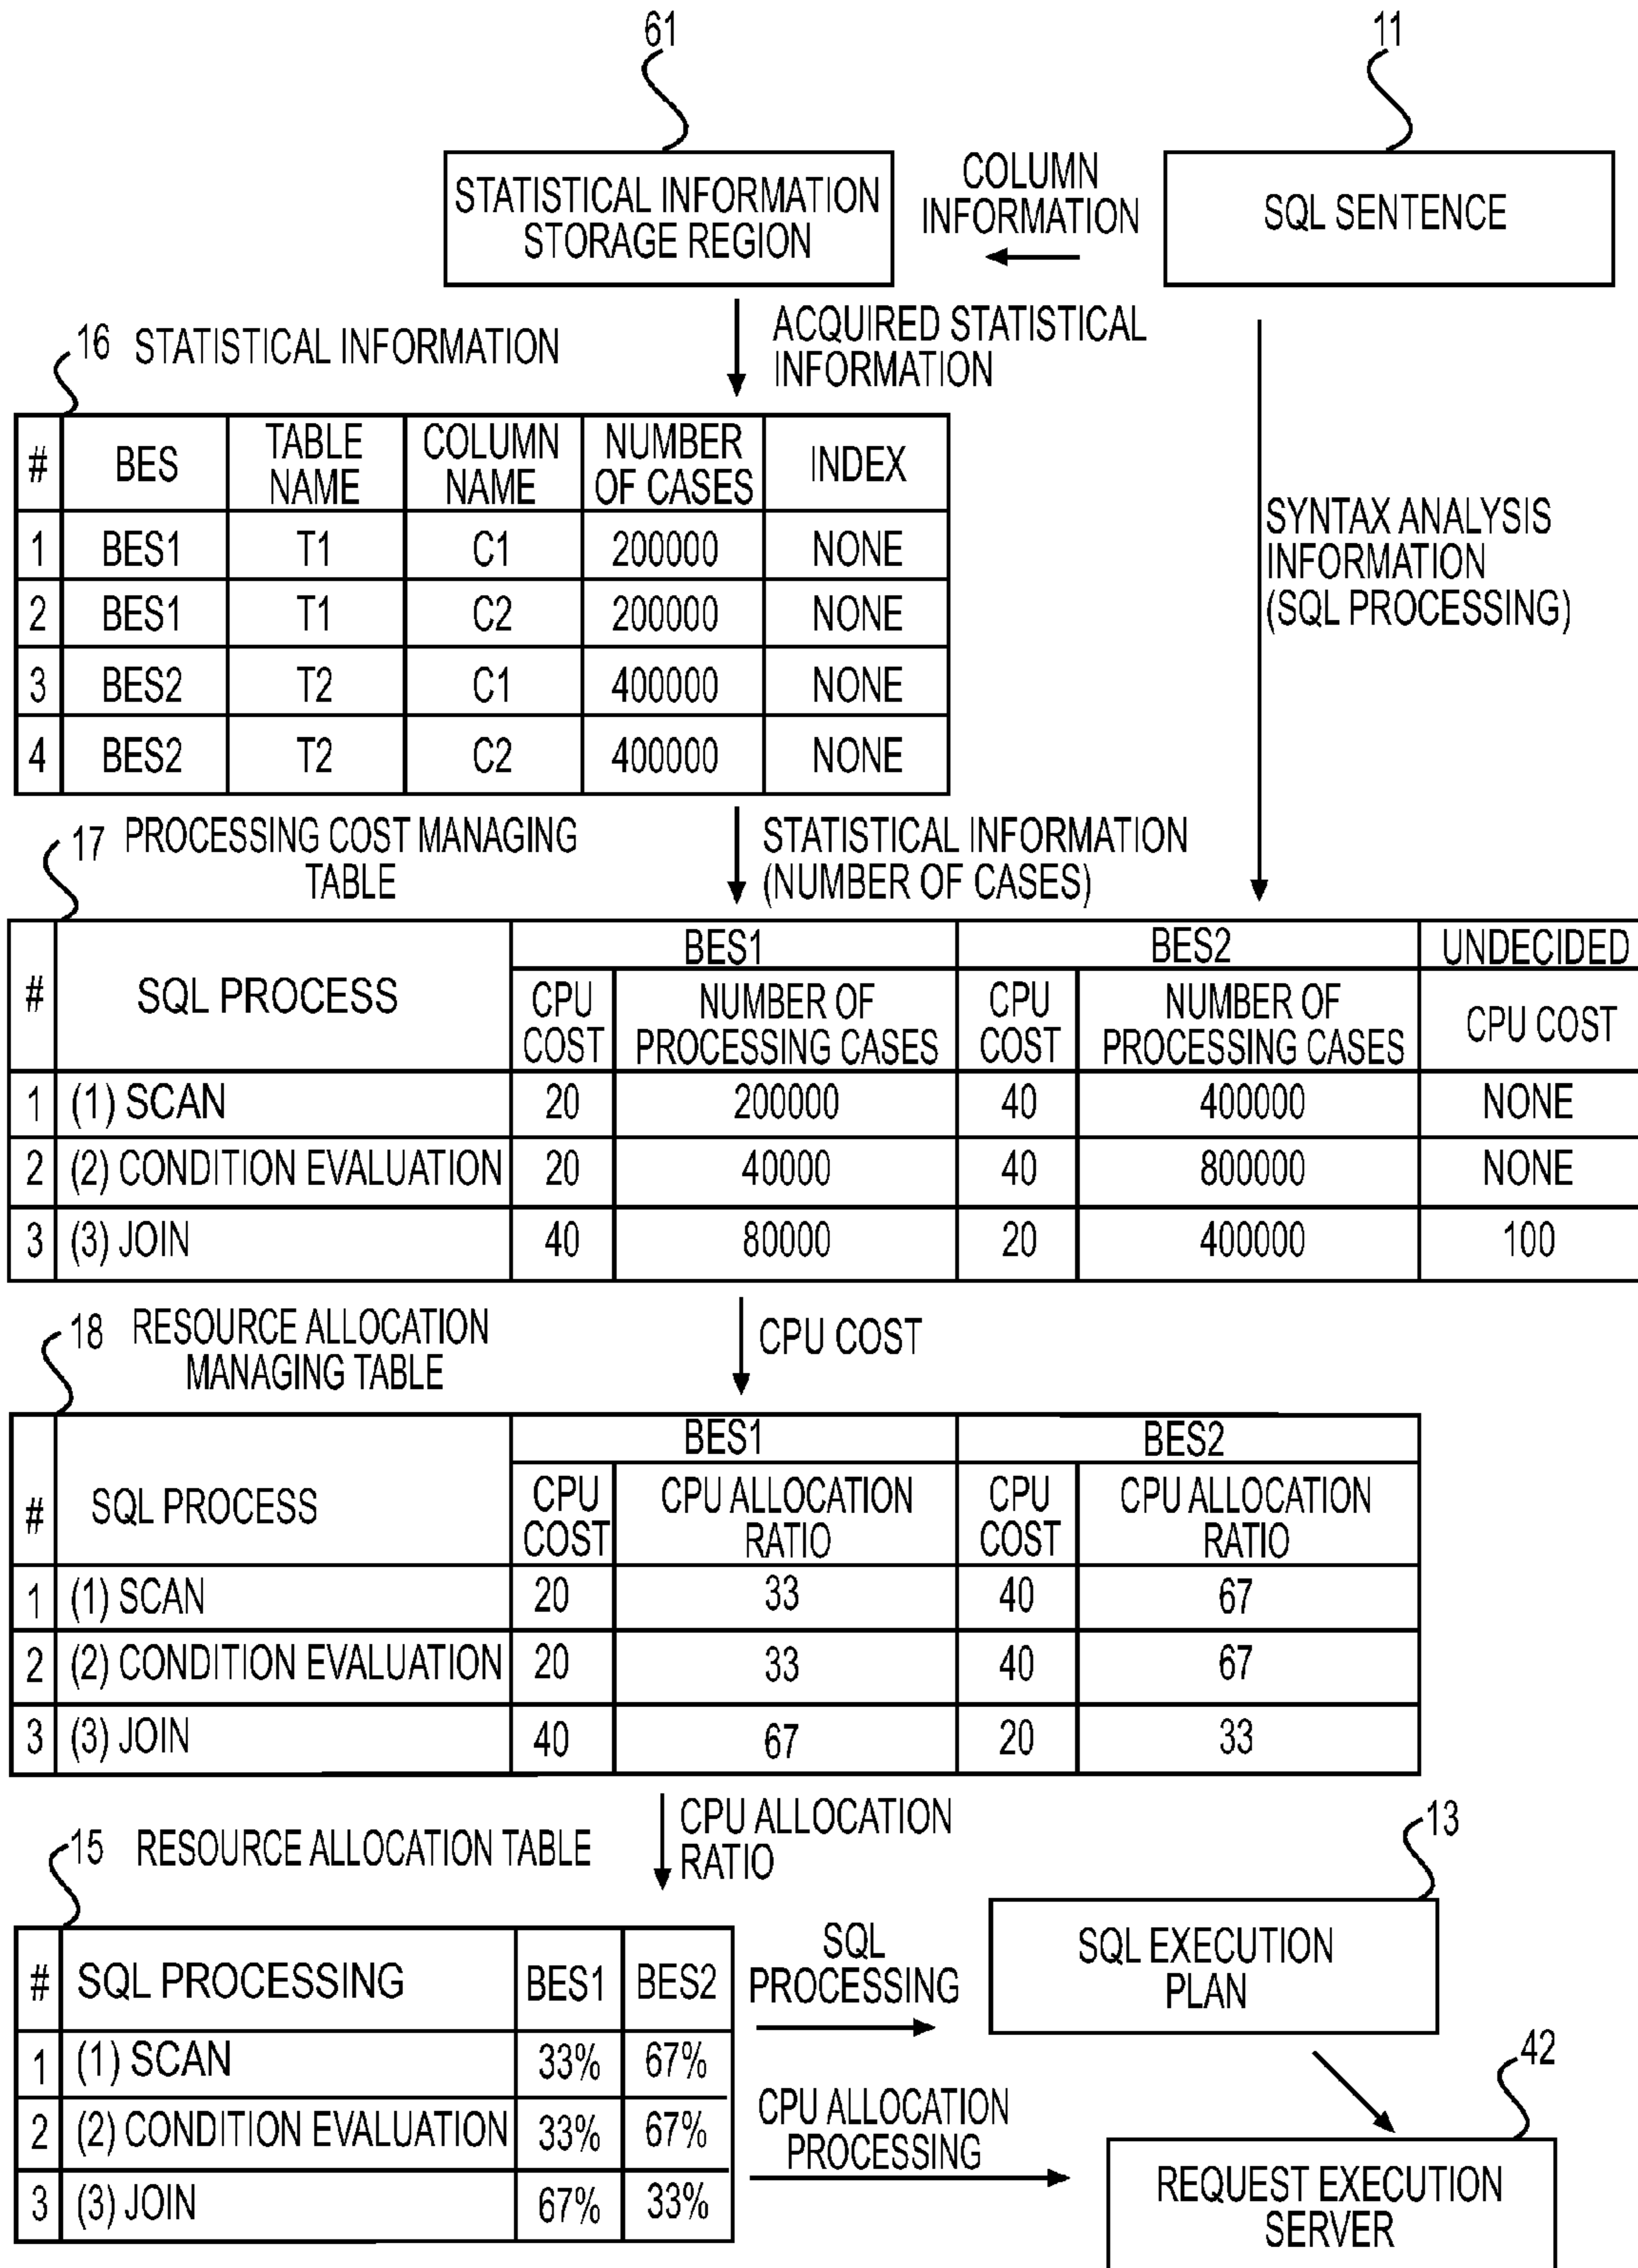 61
11
STATISTICAL INFORMATION
STORAGE REGION
COLUMN
INFORMATION
SQL SENTENCE
16 STATISTICAL INFORMATION
ACQUIRED STATISTICAL
INFORMATION
# BES TABLE NAME COLUMN NAME NUMBER OF CASES INDEX
1 BES1 T1 C1 200000 NONE
2 BES1 T1 C2 200000 NONE
3 BES2 T2 C1 400000 NONE
4 BES2 T2 C2 400000 NONE
SYNTAX ANALYSIS
INFORMATION
(SQL PROCESSING)
17 PROCESSING COST MANAGING
TABLE
STATISTICAL INFORMATION
(NUMBER OF CASES)
BES1 BES2 UNDECIDED
# SQL PROCESS CPU COST NUMBER OF PROCESSING CASES CPU COST NUMBER OF PROCESSING CASES CPU COST
1 (1) SCAN 20 200000 40 400000 NONE
2 (2) CONDITION EVALUATION 20 40000 40 800000 NONE
3 (3) JOIN 40 80000 20 400000 100
18 RESOURCE ALLOCATION
MANAGING TABLE
CPU COST
BES1 BES2
# SQL PROCESS CPU COST CPU ALLOCATION RATIO CPU COST CPU ALLOCATION RATIO
1 (1) SCAN 20 33 40 67
2 (2) CONDITION EVALUATION 20 33 40 67
3 (3) JOIN 40 67 20 33
15 RESOURCE ALLOCATION TABLE
CPU ALLOCATION
RATIO
13
# SQL PROCESSING BES1 BES2
1 (1) SCAN 33% 67%
2 (2) CONDITION EVALUATION 33% 67%
3 (3) JOIN 67% 33%
SQL
PROCESSING
SQL EXECUTION
PLAN
42
CPU ALLOCATION
PROCESSING
REQUEST EXECUTION
SERVER